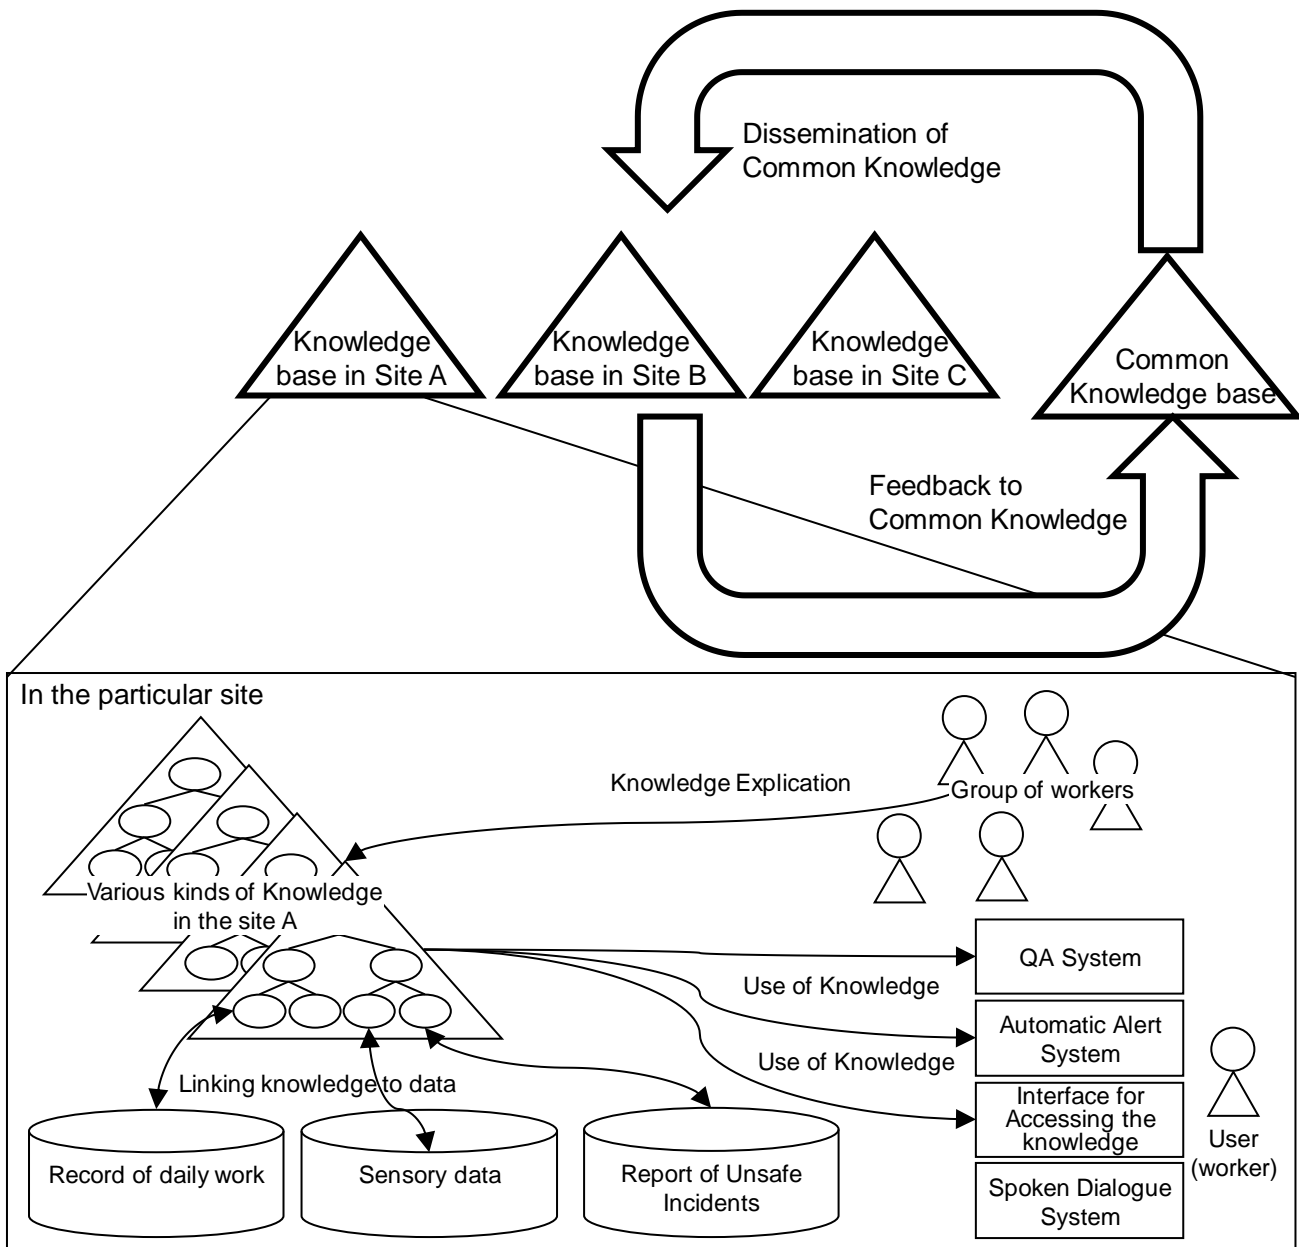 Dissemination of
Common Knowledge
Knowledge
base in Site A
Knowledge
base in Site B
Knowledge
base in Site C
Common
Knowledge base
Feedback to
Common Knowledge
In the particular site
Knowledge Explication
Group of workers
Various kinds of Knowledge
in the site A
QA System
Use of Knowledge
Automatic Alert
System
Use of Knowledge
Linking knowledge to data
Interface for
Accessing the
knowledge
User
(worker)
Record of daily work
Sensory data
Report of Unsafe
Incidents
Spoken Dialogue
System